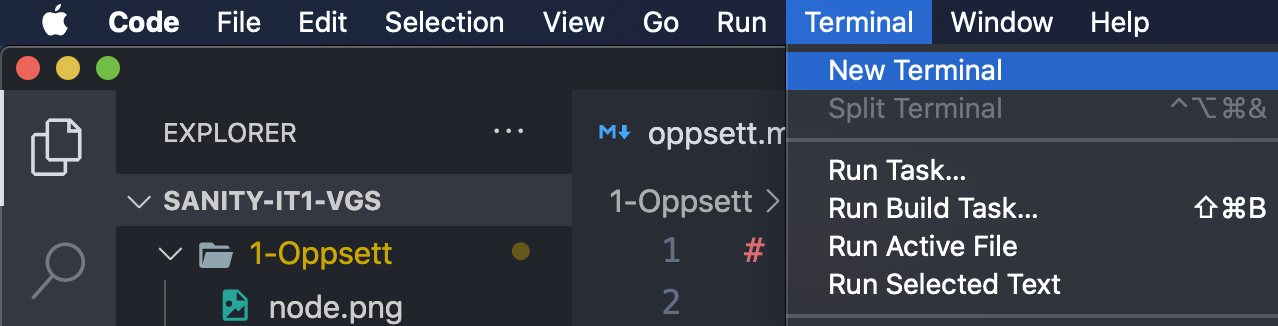 Code File Edit Selection View Go Run Terminal Window Help
New Terminal
Split Terminal ^⌥⌘&
Run Task...
Run Build Task... ⇧⌘B
Run Active File
Run Selected Text
EXPLORER ...
SANITY-IT1-VGS
1-Oppsett
node.png
M↓ oppsett.m
1-Oppsett >
1 #
2